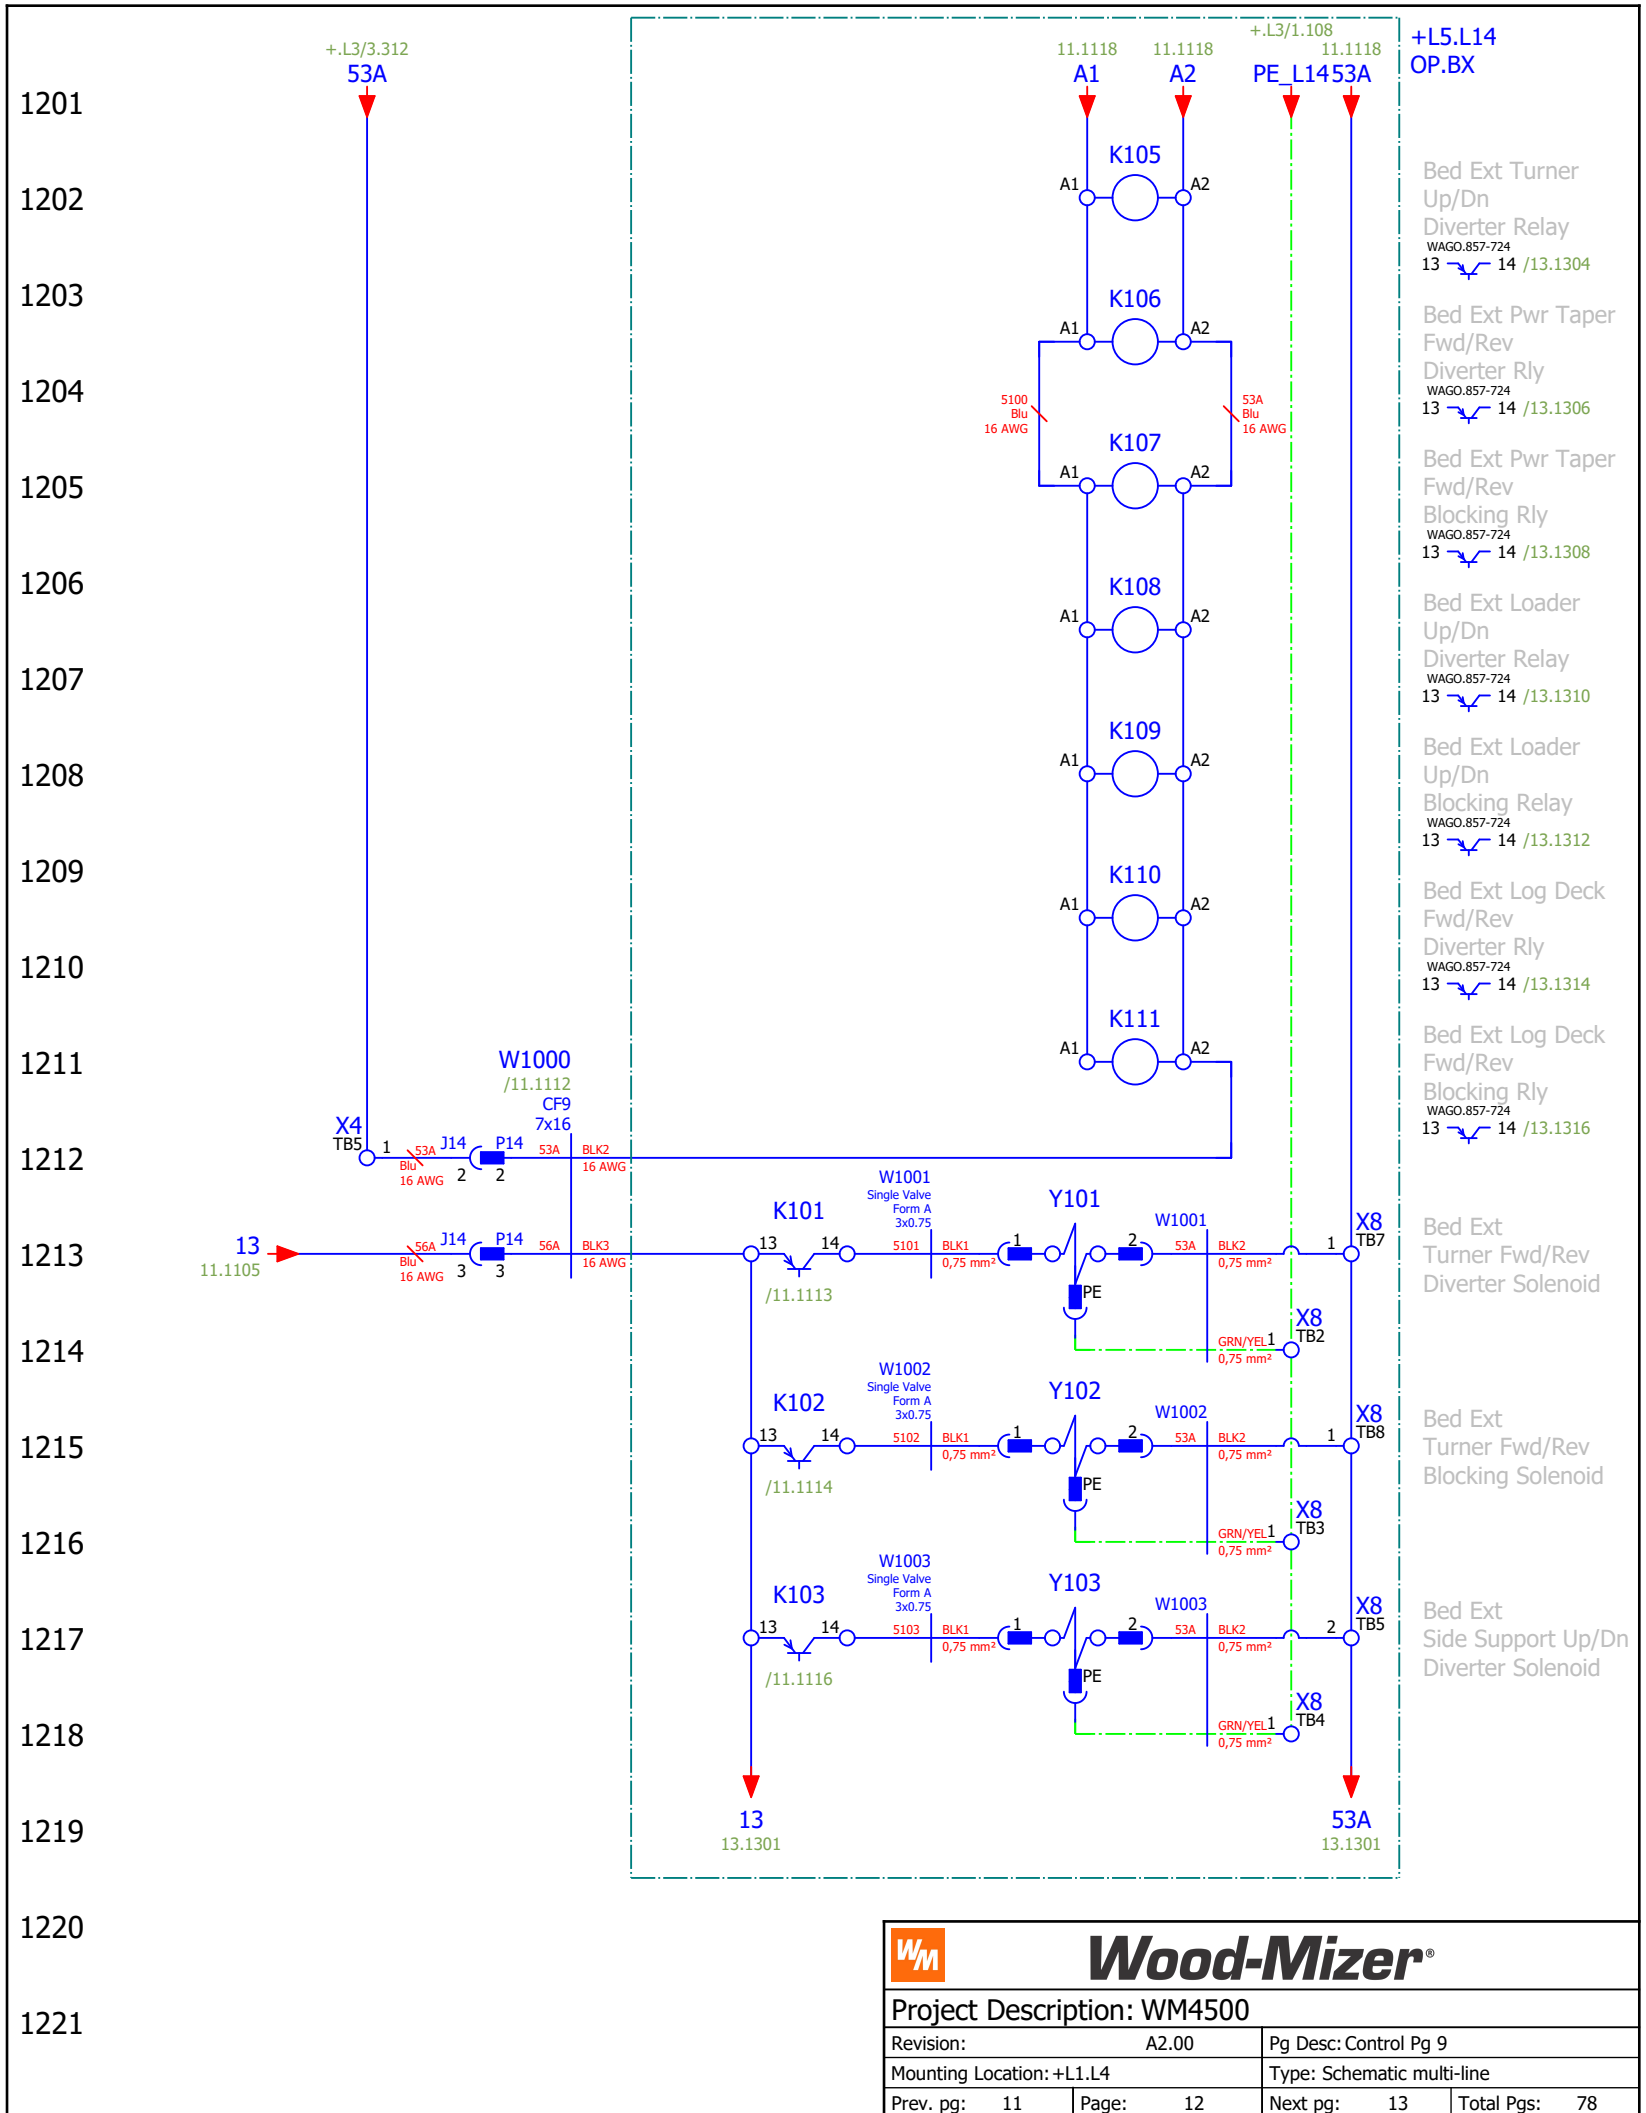 +.L3/3.312
53A
11.1118
A1
11.1118
A2
+.L3/1.108
PE_L14
11.1118
53A
+L5.L14
OP.BX
1201
K105
A1
A2
1202
Bed Ext Turner
Up/Dn
Diverter Relay
WAGO.857-724
13
14
/13.1304
1203
K106
A1
A2
Bed Ext Pwr Taper
Fwd/Rev
Diverter Rly
WAGO.857-724
13
14
/13.1306
1204
5100
Blu
16 AWG
53A
Blu
16 AWG
K107
A1
A2
1205
Bed Ext Pwr Taper
Fwd/Rev
Blocking Rly
WAGO.857-724
13
14
/13.1308
1206
K108
A1
A2
Bed Ext Loader
Up/Dn
Diverter Relay
WAGO.857-724
13
14
/13.1310
1207
K109
A1
A2
1208
Bed Ext Loader
Up/Dn
Blocking Relay
WAGO.857-724
13
14
/13.1312
1209
K110
A1
A2
Bed Ext Log Deck
Fwd/Rev
Diverter Rly
WAGO.857-724
13
14
/13.1314
1210
K111
A1
A2
1211
Bed Ext Log Deck
Fwd/Rev
Blocking Rly
WAGO.857-724
13
14
/13.1316
W1000
/11.1112
CF9
7x16
1212
X4
TB5
1
53A
Blu
16 AWG
J14
2
P14
2
53A
BLK2
16 AWG
1213
13
11.1105
56A
Blu
16 AWG
J14
3
P14
3
56A
BLK3
16 AWG
K101
13
14
/11.1113
W1001
Single Valve
Form A
3x0.75
5101
BLK1
0,75 mm²
1
Y101
2
PE
W1001
53A
BLK2
0,75 mm²
1
X8
TB7
Bed Ext
Turner Fwd/Rev
Diverter Solenoid
1214
GRN/YEL
0,75 mm²
1
X8
TB2
1215
K102
13
14
/11.1114
W1002
Single Valve
Form A
3x0.75
5102
BLK1
0,75 mm²
1
Y102
2
PE
W1002
53A
BLK2
0,75 mm²
1
X8
TB8
Bed Ext
Turner Fwd/Rev
Blocking Solenoid
1216
GRN/YEL
0,75 mm²
1
X8
TB3
1217
K103
13
14
/11.1116
W1003
Single Valve
Form A
3x0.75
5103
BLK1
0,75 mm²
1
Y103
2
PE
W1003
53A
BLK2
0,75 mm²
2
X8
TB5
Bed Ext
Side Support Up/Dn
Diverter Solenoid
1218
GRN/YEL
0,75 mm²
1
X8
TB4
1219
13
13.1301
53A
13.1301
1220
1221
WM
Wood-Mizer®
Project Description: WM4500
Revision: A2.00
Pg Desc: Control Pg 9
Mounting Location: +L1.L4
Type: Schematic multi-line
Prev. pg: 11
Page: 12
Next pg: 13
Total Pgs: 78